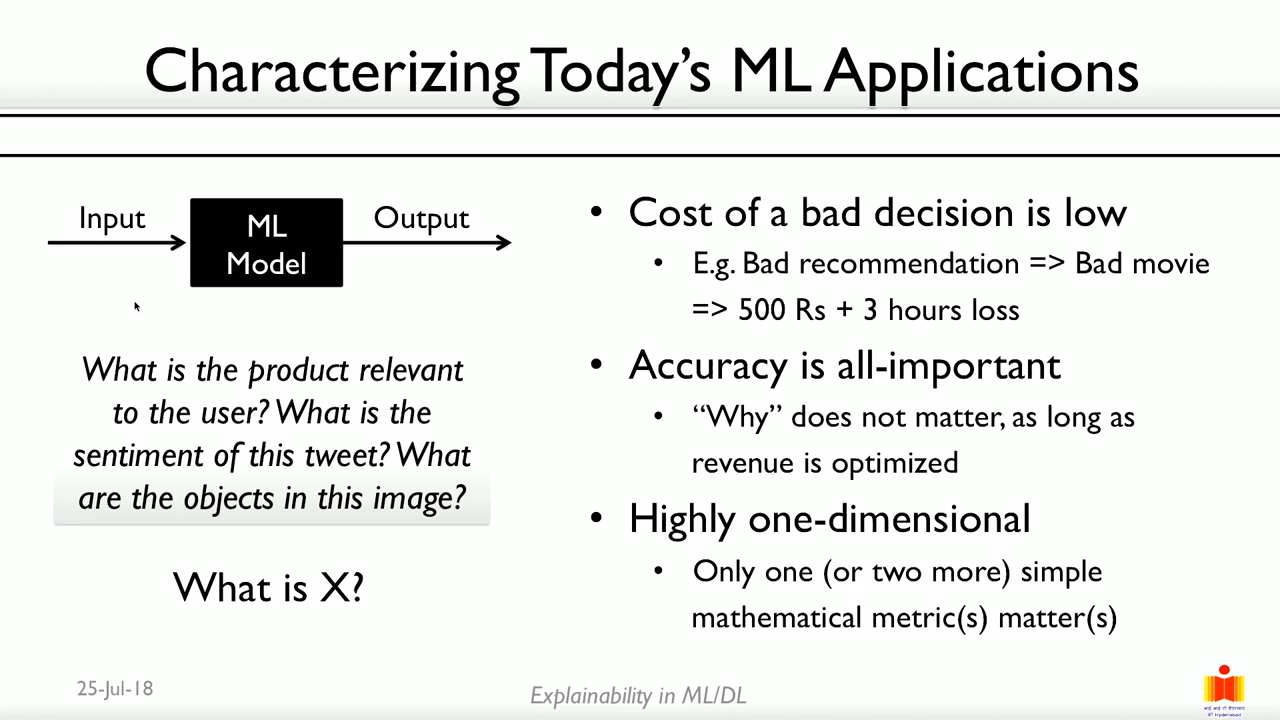 Characterizing Today's ML Applications
Input
ML
Model
Output
What is the product relevant
to the user? What is the
sentiment of this tweet? What
are the objects in this image?
What is X?
• Cost of a bad decision is low
• E.g. Bad recommendation => Bad movie
=> 500 Rs + 3 hours loss
• Accuracy is all-important
• “Why” does not matter, as long as
revenue is optimized
• Highly one-dimensional
• Only one (or two more) simple
mathematical metric(s) matter(s)
25-Jul-18
Explainability in ML/DL
IIT Hyderabad